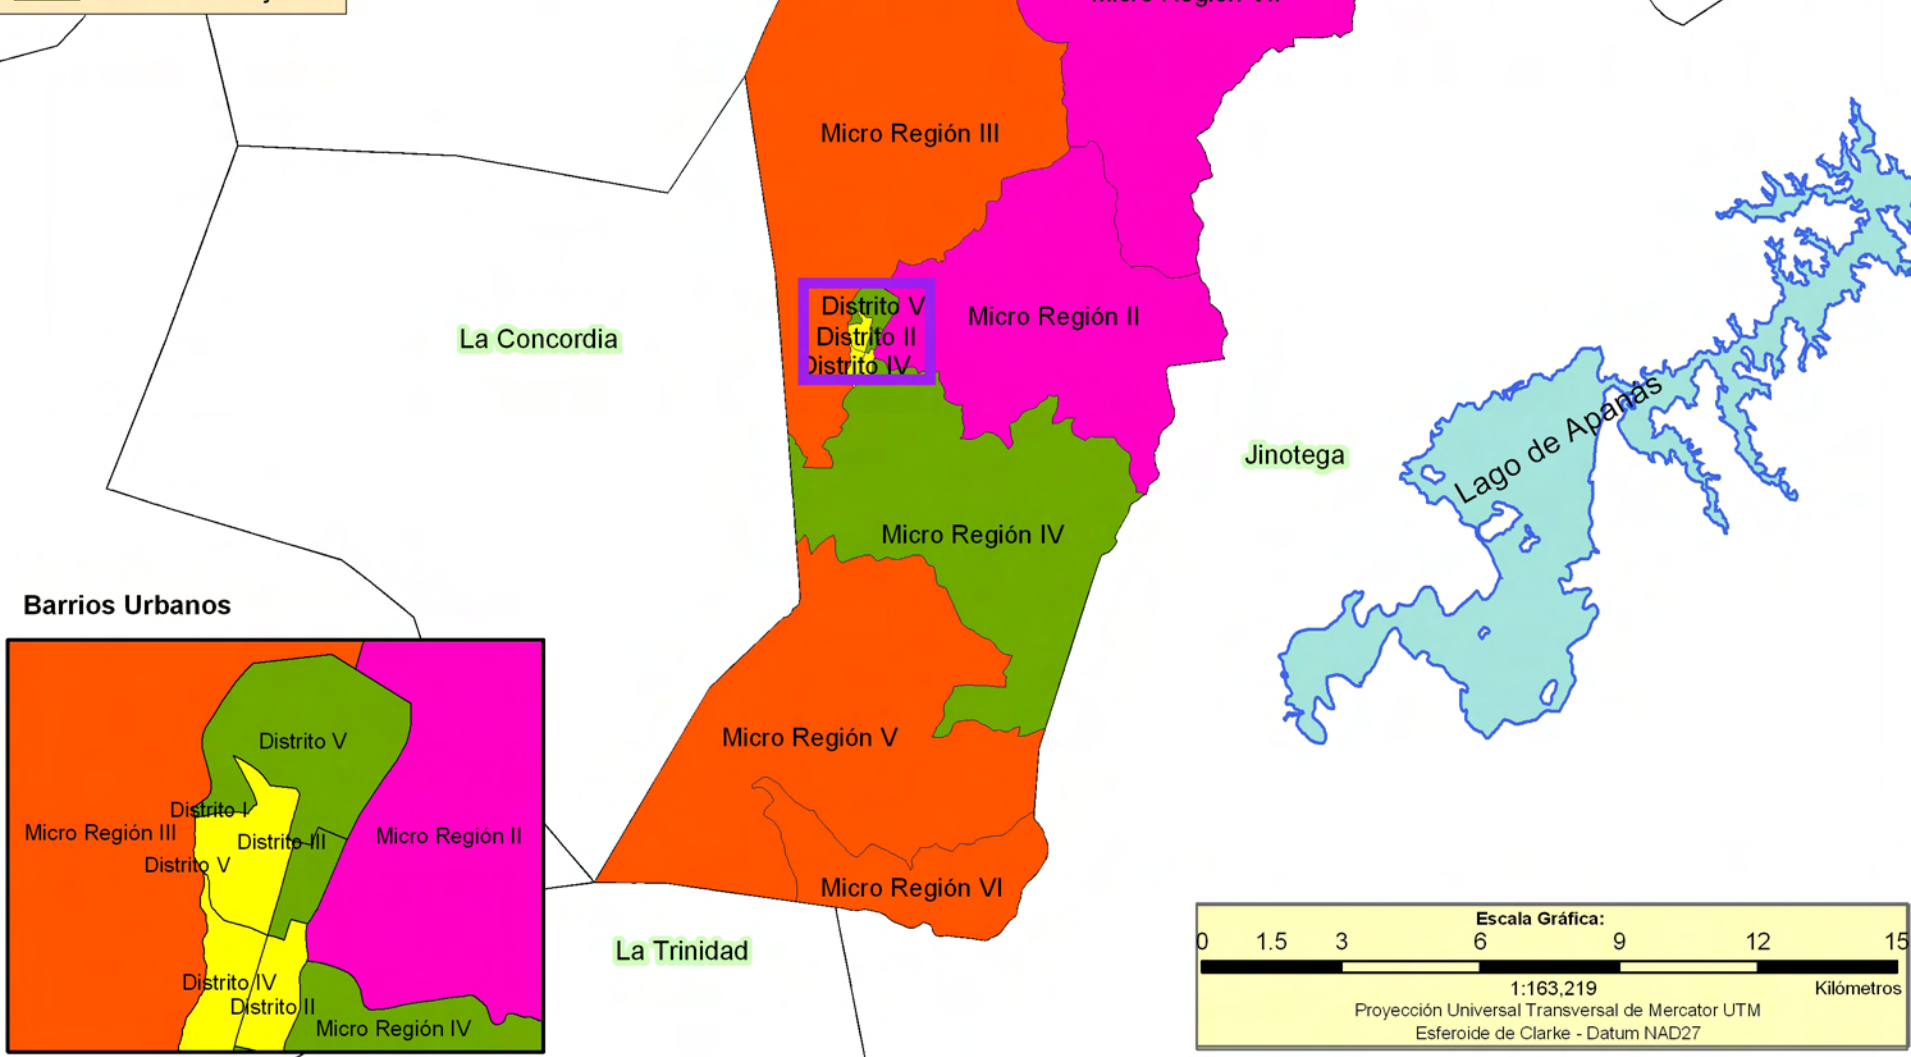 Micro Región III
Micro Región II
Distrito V
Distrito II
Distrito IV
La Concordia
Jinotega
Lago de Apanás
Micro Región IV
Micro Región V
Micro Región VI
La Trinidad
Barrios Urbanos
Distrito V
Distrito I
Micro Región III
Distrito III
Micro Región II
Distrito V
Distrito IV
Distrito II
Micro Región IV
Escala Gráfica:
0 1.5 3 6 9 12 15
1:163,219 Kilómetros
Proyección Universal Transversal de Mercator UTM
Esferoide de Clarke - Datum NAD27